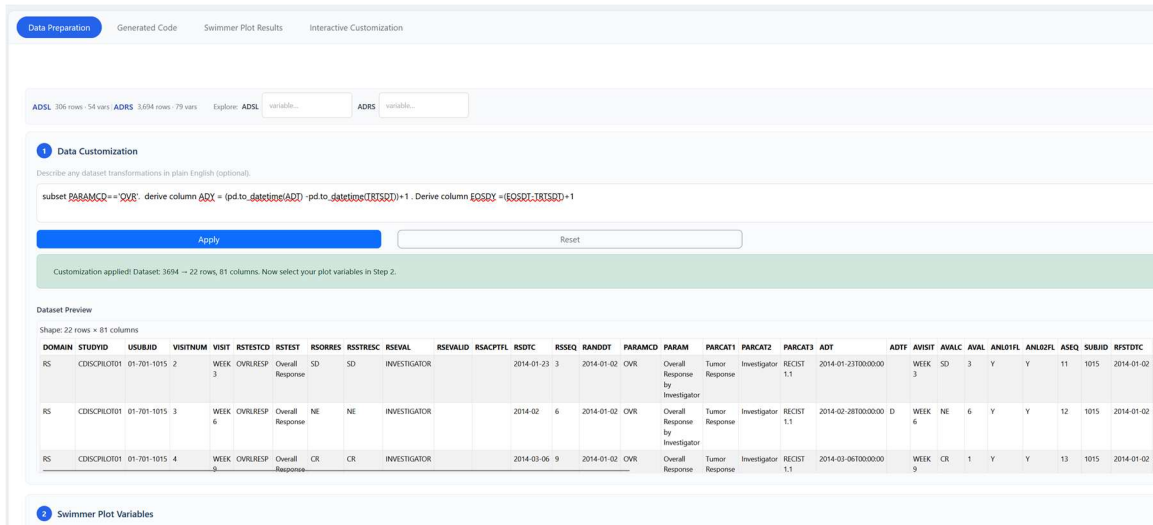 Data Preparation Generated Code Swimmer Plot Results Interactive Customization
ADSL 306 rows · 54 vars ADRS 3,694 rows · 79 vars Explore: ADSL variable... ADRS variable...
1 Data Customization
Describe any dataset transformations in plain English (optional).
subset PARAMCD=='OVR'. derive column ADY = (pd.to_datetime(ADT) -pd.to_datetime(TRTSDT))+1 . Derive column EOSDY =(EOSDT-TRTSDT)+1
Apply Reset
Customization applied! Dataset: 3694 → 22 rows, 81 columns. Now select your plot variables in Step 2.
Dataset Preview
Shape: 22 rows × 81 columns
DOMAIN STUDYID USUBJID VISITNUM VISIT RSTESTCD RSTEST RSORRES RSSTRESC RSEVAL RSEVALID RSACPTFL RSDTC RSSEQ RANDDT PARAMCD PARAM PARCAT1 PARCAT2 PARCAT3 ADT ADTF AVISIT AVALC AVAL ANL01FL ANL02FL ASEQ SUBJID RFSTDTC
RS CDISCPILOT01 01-701-1015 2 WEEK OVRLRESP Overall SD SD INVESTIGATOR 2014-01-23 3 2014-01-02 OVR Overall Tumor Investigator RECIST 2014-01-23T00:00:00 WEEK SD 3 Y Y 11 1015 2014-01-02
3 Response Response Response 1.1 3
by
Investigator
RS CDISCPILOT01 01-701-1015 3 WEEK OVRLRESP Overall NE NE INVESTIGATOR 2014-02 6 2014-01-02 OVR Overall Tumor Investigator RECIST 2014-02-28T00:00:00 D WEEK NE 6 Y Y 12 1015 2014-01-02
6 Response Response Response 1.1 6
by
Investigator
RS CDISCPILOT01 01-701-1015 4 WEEK OVRLRESP Overall CR CR INVESTIGATOR 2014-03-06 9 2014-01-02 OVR Overall Tumor Investigator RECIST 2014-03-06T00:00:00 WEEK CR 1 Y Y 13 1015 2014-01-02
9 Response Response Response 1.1 9
2 Swimmer Plot Variables